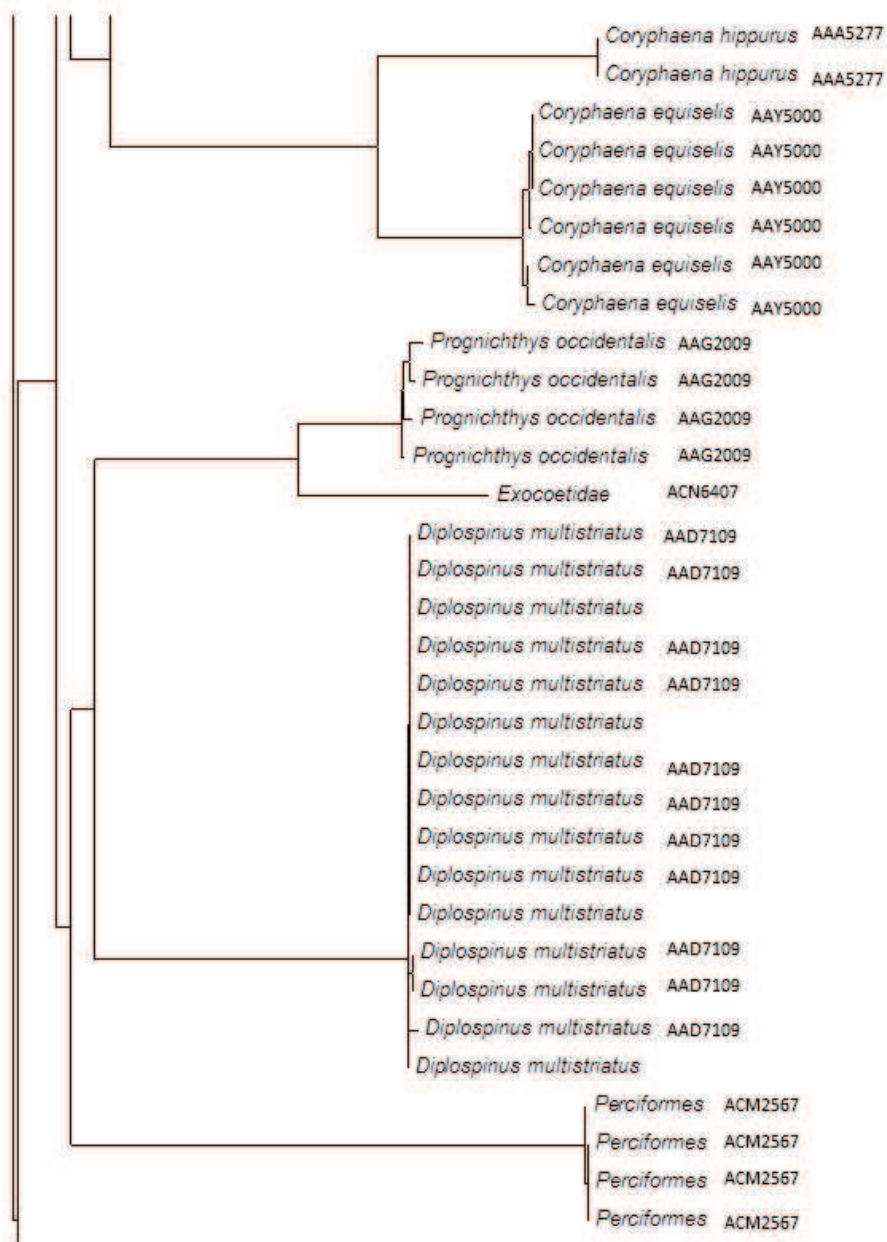 Coryphaena hippurus AAA5277
Coryphaena hippurus AAA5277
Coryphaena equiselis AAY5000
Coryphaena equiselis AAY5000
Coryphaena equiselis AAY5000
Coryphaena equiselis AAY5000
Coryphaena equiselis AAY5000
Coryphaena equiselis AAY5000
Prognichthys occidentalis AAG2009
Prognichthys occidentalis AAG2009
Prognichthys occidentalis AAG2009
Prognichthys occidentalis AAG2009
Exocoetidae ACN6407
Diplospinus multistriatus AAD7109
Diplospinus multistriatus AAD7109
Diplospinus multistriatus
Diplospinus multistriatus AAD7109
Diplospinus multistriatus AAD7109
Diplospinus multistriatus
Diplospinus multistriatus AAD7109
Diplospinus multistriatus AAD7109
Diplospinus multistriatus AAD7109
Diplospinus multistriatus AAD7109
Diplospinus multistriatus
Diplospinus multistriatus AAD7109
Diplospinus multistriatus AAD7109
Diplospinus multistriatus AAD7109
Diplospinus multistriatus
Perciformes ACM2567
Perciformes ACM2567
Perciformes ACM2567
Perciformes ACM2567